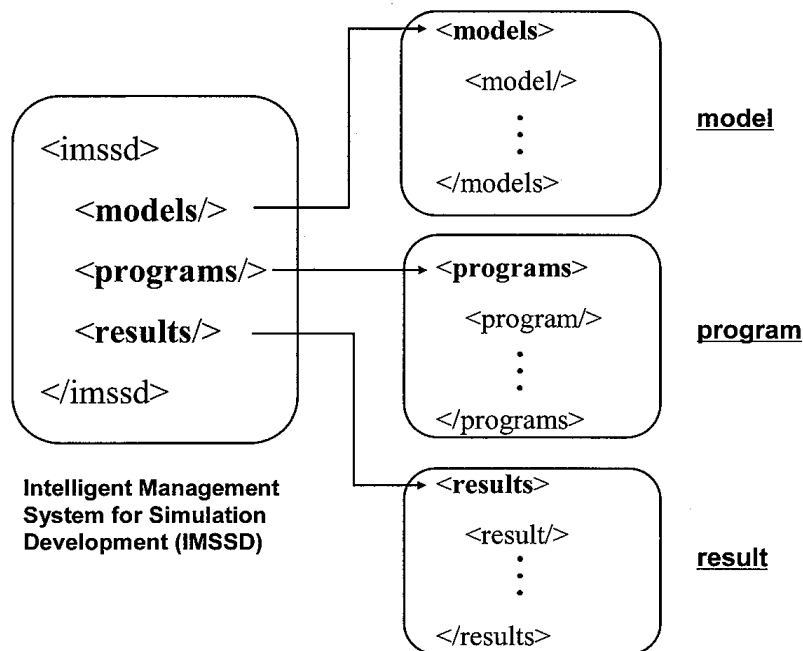 <imssd>
<models/>
<programs/>
<results/>
</imssd>
Intelligent Management
System for Simulation
Development (IMSSD)
<models>
<model/>
</models>
model
<programs>
<program/>
</programs>
program
<results>
<result/>
</results>
result